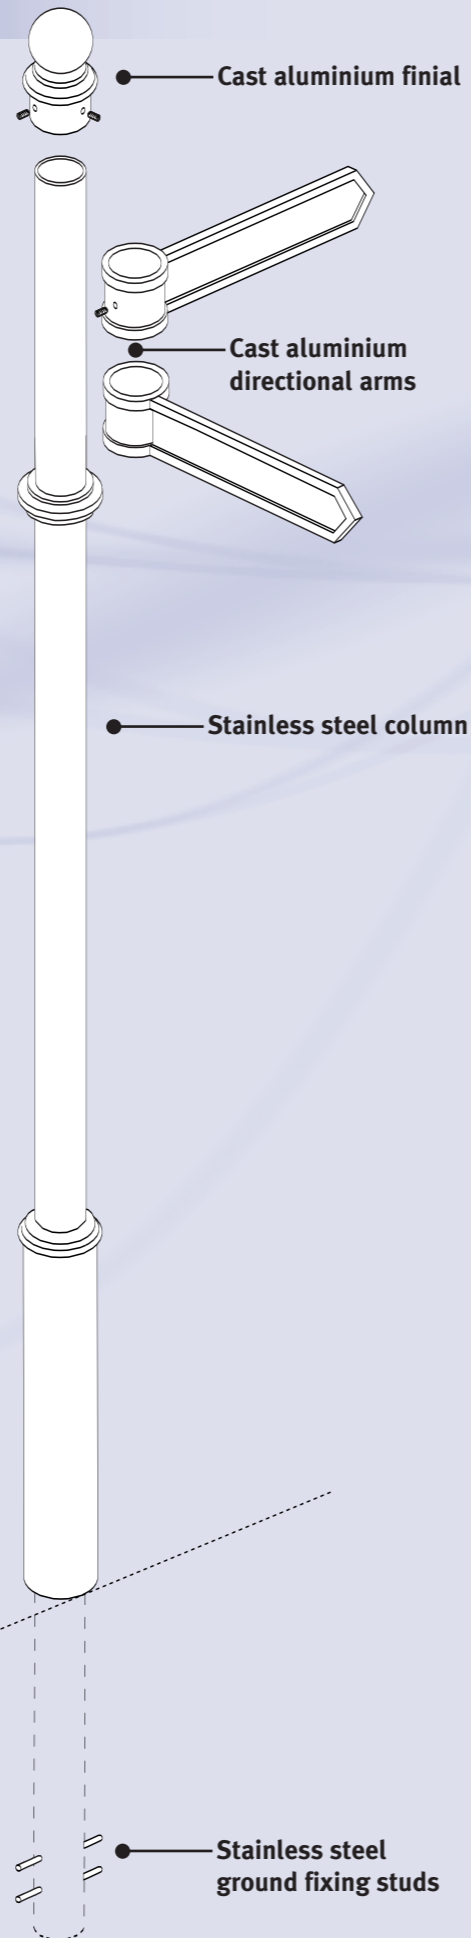 Cast aluminium finial
Cast aluminium
directional arms
Stainless steel column
Stainless steel
ground fixing studs